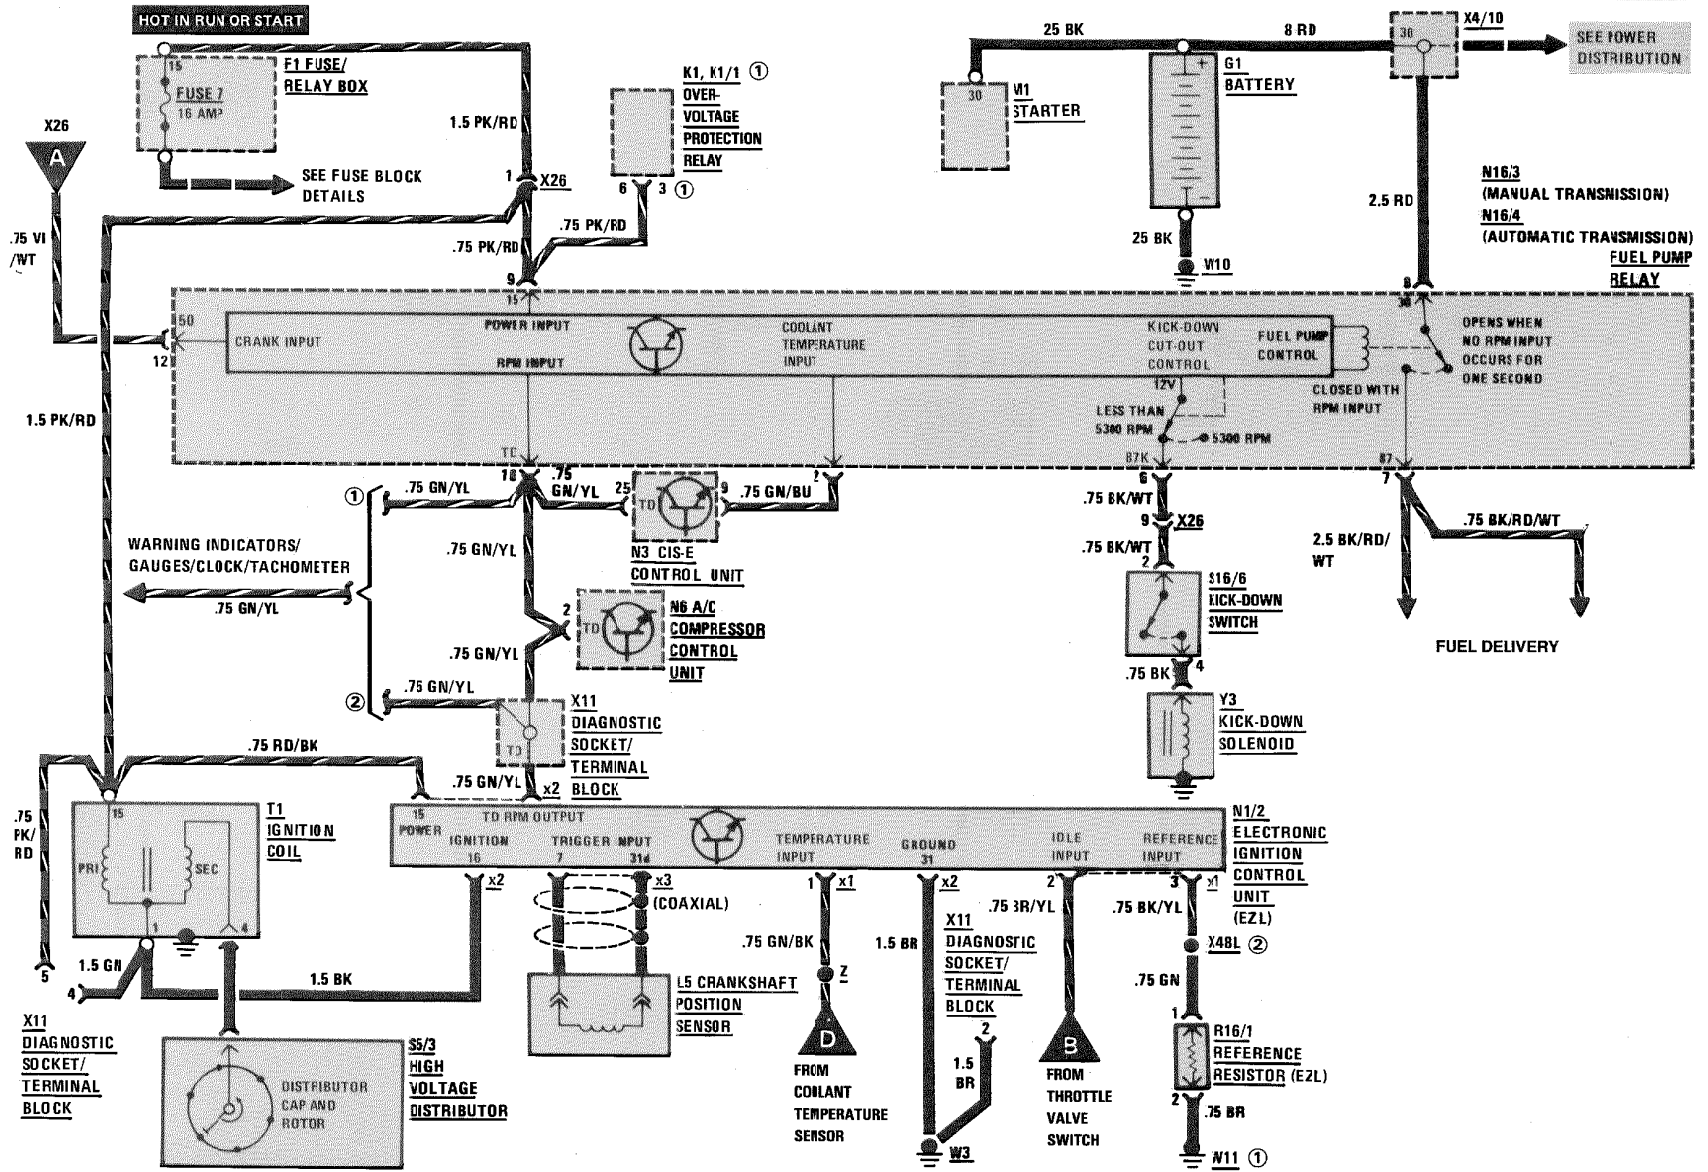 HOT IN RUN OR START
15
FUSE 7
16 AMP
F1 FUSE/
RELAY BOX
SEE FUSE BLOCK
DETAILS
X26
A
.75 VI
/WT
1.5 PK/RD
1
X26
K1, K1/1 ①
OVER-
VOLTAGE
PROTECTION
RELAY
6
3 ①
.75 PK/RD
.75 PK/RD
9
25 BK
8 RD
30
X4/10
SEE POWER
DISTRIBUTION
30
M1
STARTER
+
G1
BATTERY
-
25 BK
W10
2.5 RD
N16/3
(MANUAL TRANSMISSION)
N16/4
(AUTOMATIC TRANSMISSION)
FUEL PUMP
RELAY
8
30
15
50
12
CRANK INPUT
POWER INPUT
RPM INPUT
COOLANT
TEMPERATURE
INPUT
KICK-DOWN
CUT-OUT
CONTROL
12V
FUEL PUMP
CONTROL
OPENS WHEN
NO RPM INPUT
OCCURS FOR
ONE SECOND
CLOSED WITH
RPM INPUT
LESS THAN
5300 RPM
5300 RPM
TD
87K
87
1.5 PK/RD
10
.75
GN/YL
25
TD
9
.75 GN/BU
2
N3 CIS-E
CONTROL UNIT
①
.75 GN/YL
WARNING INDICATORS/
GAUGES/CLOCK/TACHOMETER
.75 GN/YL
.75 GN/YL
2
TD
N6 A/C
COMPRESSOR
CONTROL
UNIT
.75 GN/YL
②
.75 GN/YL
TD
X11
DIAGNOSTIC
SOCKET/
TERMINAL
BLOCK
.75 GN/YL
x2
6
.75 BK/WT
9
X26
.75 BK/WT
2
S16/6
KICK-DOWN
SWITCH
4
.75 BK
Y3
KICK-DOWN
SOLENOID
7
2.5 BK/RD/
WT
.75 BK/RD/WT
FUEL DELIVERY
.75 RD/BK
.75
PK/
RD
15
PRI
SEC
1
4
T1
IGNITION
COIL
15
POWER
TD RPM OUTPUT
IGNITION
16
TRIGGER INPUT
7
31d
TEMPERATURE
INPUT
GROUND
31
IDLE
INPUT
REFERENCE
INPUT
N1/2
ELECTRONIC
IGNITION
CONTROL
UNIT
(EZL)
x2
x3
(COAXIAL)
1
x1
x2
2
3
x1
5
1.5 GN
4
1.5 BK
X11
DIAGNOSTIC
SOCKET/
TERMINAL
BLOCK
DISTRIBUTOR
CAP AND
ROTOR
S5/3
HIGH
VOLTAGE
DISTRIBUTOR
L5 CRANKSHAFT
POSITION
SENSOR
.75 GN/BK
Z
D
FROM
COOLANT
TEMPERATURE
SENSOR
1.5 BR
X11
DIAGNOSTIC
SOCKET/
TERMINAL
BLOCK
2
1.5
BR
W3
.75 BR/YL
B
FROM
THROTTLE
VALVE
SWITCH
.75 BK/YL
X48L ②
.75 GN
1
R16/1
REFERENCE
RESISTOR (EZL)
2
.75 BR
W11 ①